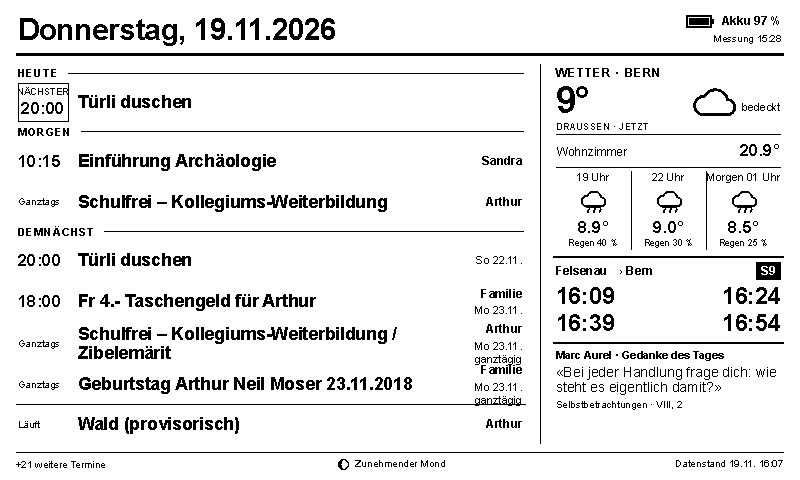 Donnerstag, 19.11.2026
Akku 97 %
Messung 15:28
HEUTE
NÄCHSTER
20:00 Türli duschen
MORGEN
10:15 Einführung Archäologie Sandra
Ganztags Schulfrei – Kollegiums-Weiterbildung Arthur
DEMNÄCHST
20:00 Türli duschen So 22.11.
18:00 Fr 4.- Taschengeld für Arthur Familie
Mo 23.11.
Ganztags Schulfrei – Kollegiums-Weiterbildung /
Zibelemärit
Arthur
Mo 23.11.
ganztägig
Ganztags Geburtstag Arthur Neil Moser 23.11.2018 Familie
Mo 23.11.
ganztägig
Läuft Wald (provisorisch) Arthur
WETTER · BERN
9°
bedeckt
DRAUSSEN · JETZT
Wohnzimmer 20.9°
19 Uhr 22 Uhr Morgen 01 Uhr
8.9° 9.0° 8.5°
Regen 40 % Regen 30 % Regen 25 %
Felsenau › Bern S9
16:09 16:24
16:39 16:54
Marc Aurel · Gedanke des Tages
«Bei jeder Handlung frage dich: wie
steht es eigentlich damit?»
Selbstbetrachtungen · VIII, 2
+21 weitere Termine
Zunehmender Mond
Datenstand 19.11. 16:07